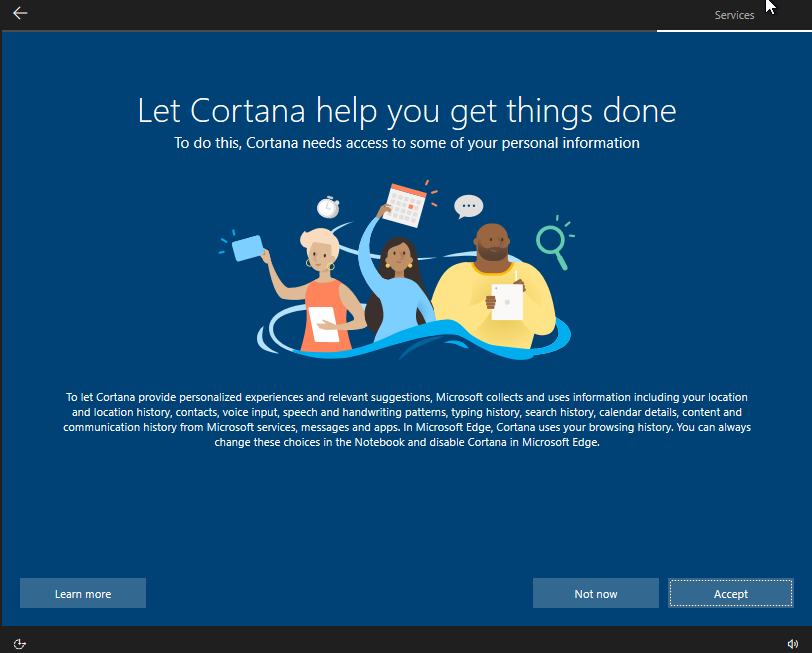 Services
Let Cortana help you get things done
To do this, Cortana needs access to some of your personal information
To let Cortana provide personalized experiences and relevant suggestions, Microsoft collects and uses information including your location
and location history, contacts, voice input, speech and handwriting patterns, typing history, search history, calendar details, content and
communication history from Microsoft services, messages and apps. In Microsoft Edge, Cortana uses your browsing history. You can always
change these choices in the Notebook and disable Cortana in Microsoft Edge.
Learn more
Not now
Accept